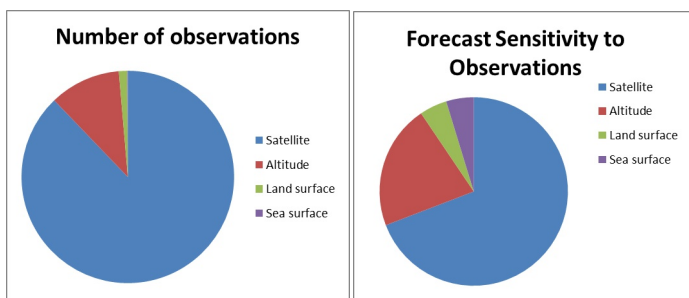 Number of observations
Satellite
Altitude
Land surface
Sea surface
Forecast Sensitivity to
Observations
Satellite
Altitude
Land surface
Sea surface